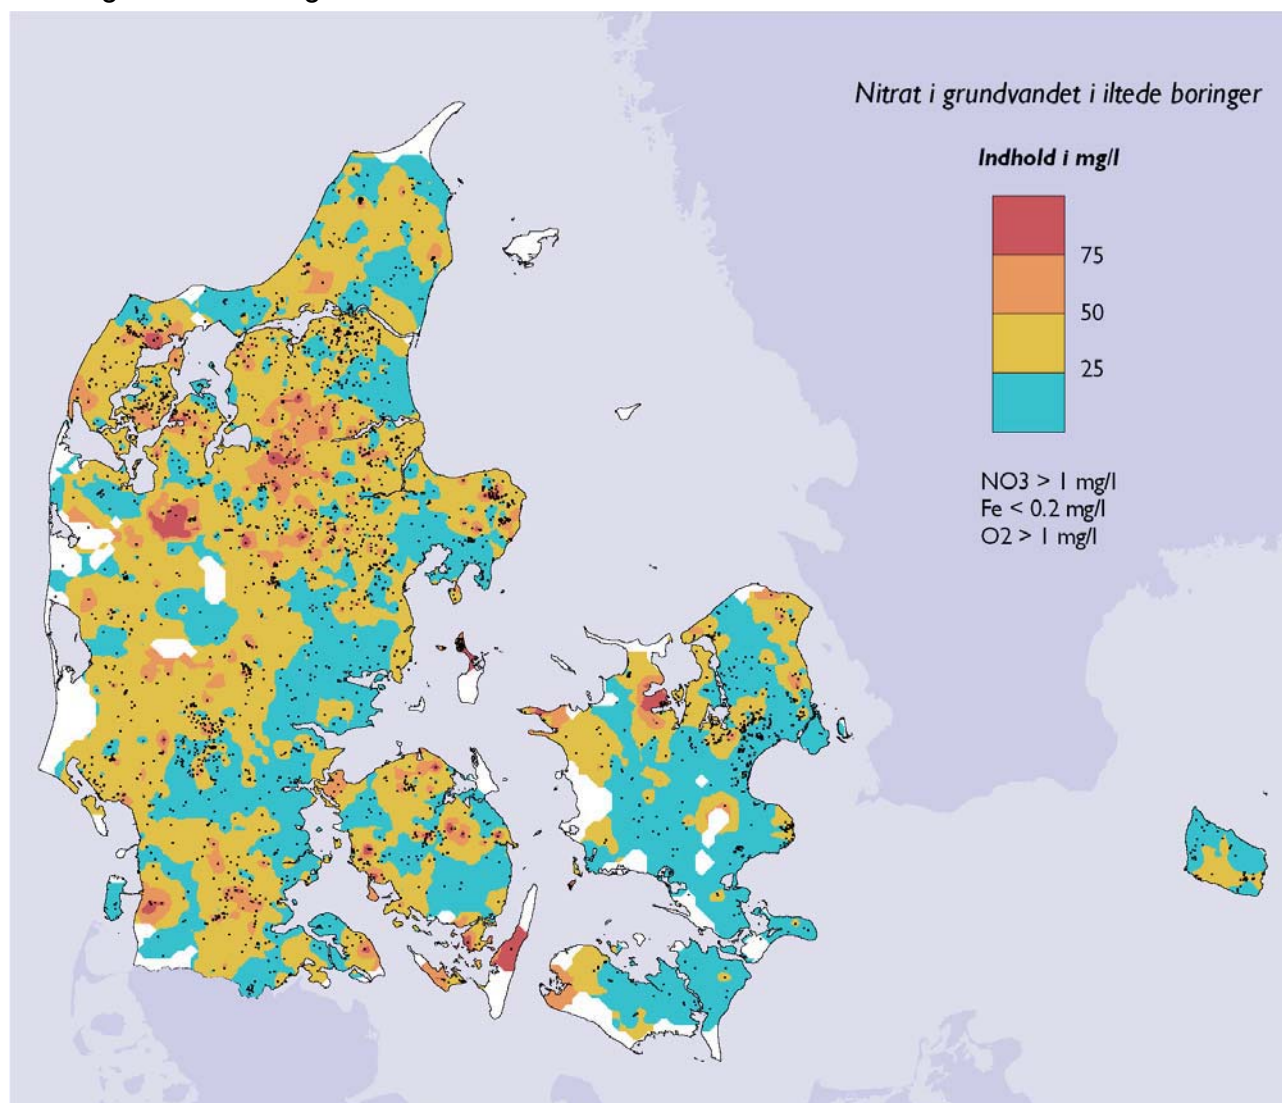 Nitrat i grundvandet i iltede boringer
Indhold i mg/l
75
50
25
NO3 > 1 mg/l
Fe < 0.2 mg/l
O2 > 1 mg/l